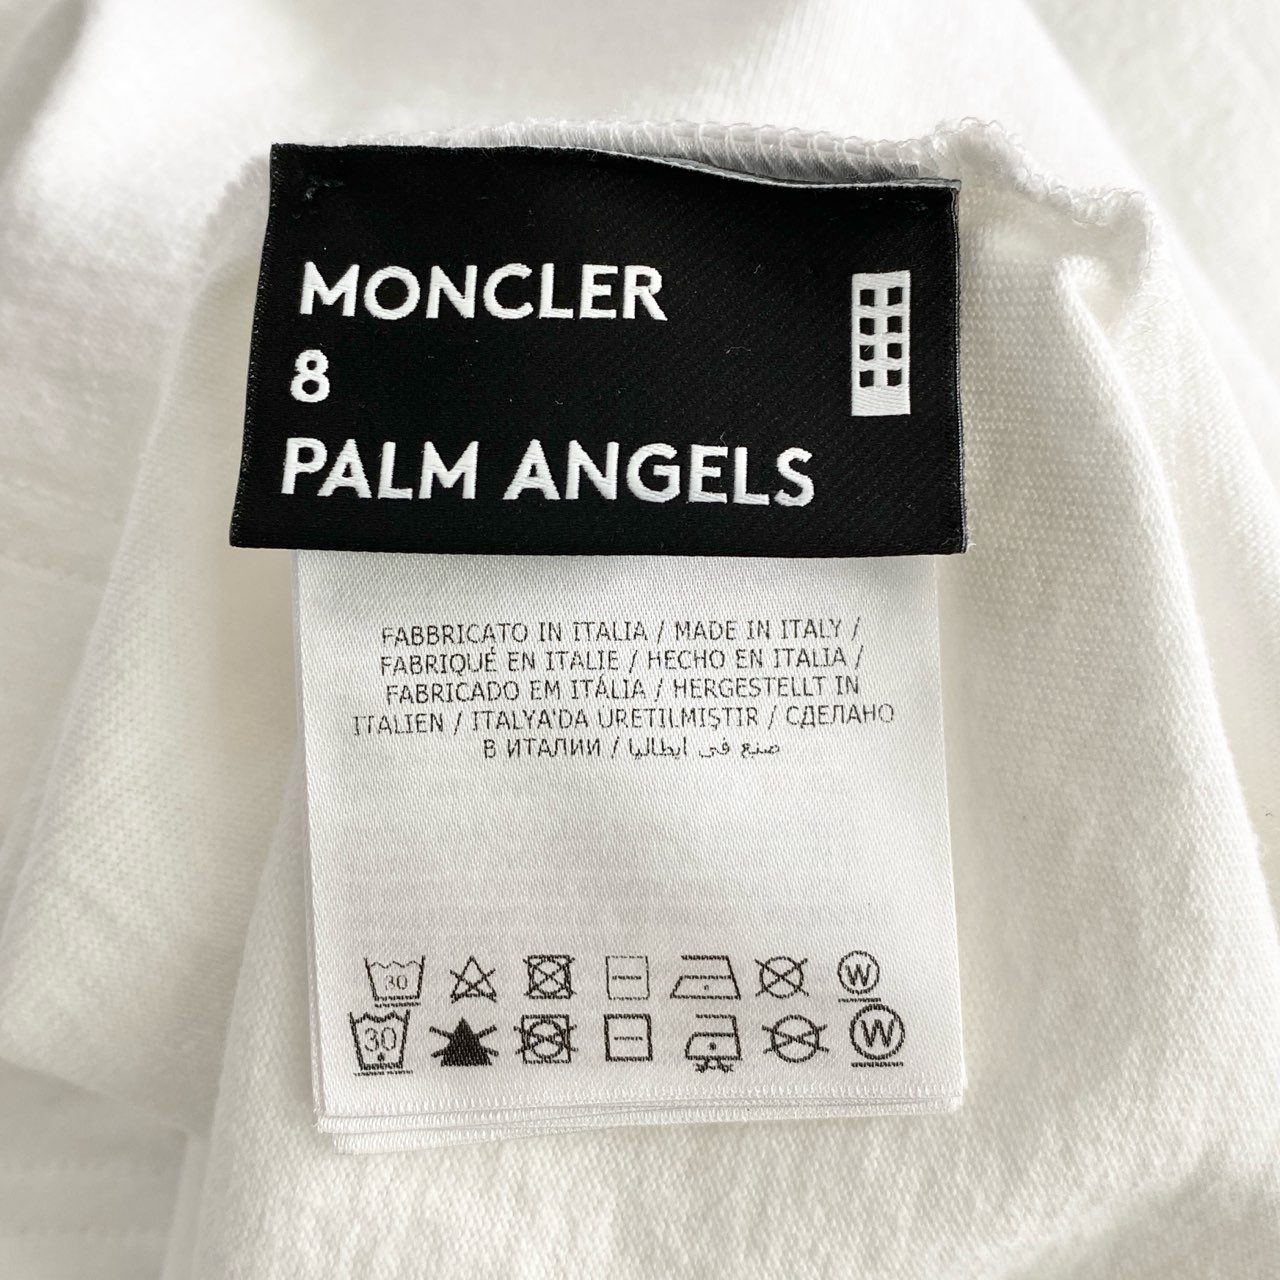 MONCLER
8
PALM ANGELS
FABBRICATO IN ITALIA / MADE IN ITALY /
FABRIQUÉ EN ITALIE / HECHO EN ITALIA /
FABRICADO EM ITÁLIA / HERGESTELLT IN
ITALIEN / ITALYA'DA ÜRETILMIŞTIR / СДЕЛАНО
В ИТАЛИИ / صنع في ايطاليا
30 W
30 W